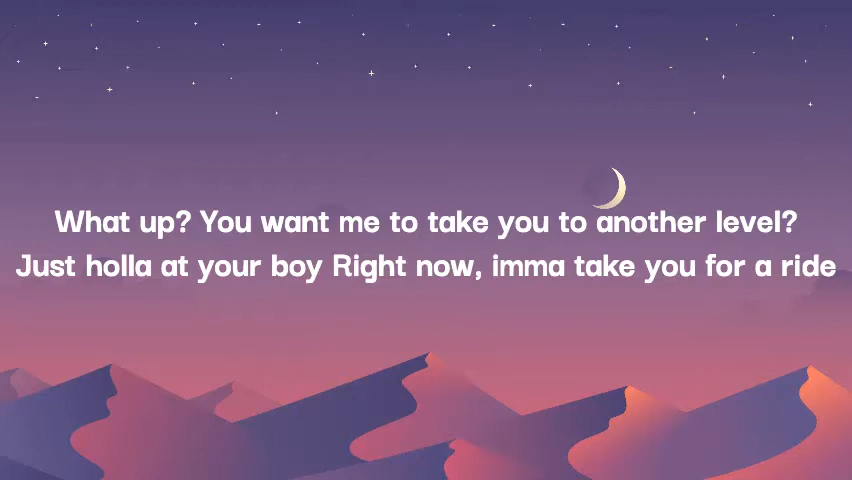 What up? You want me to take you to another level?
Just holla at your boy Right now, imma take you for a ride